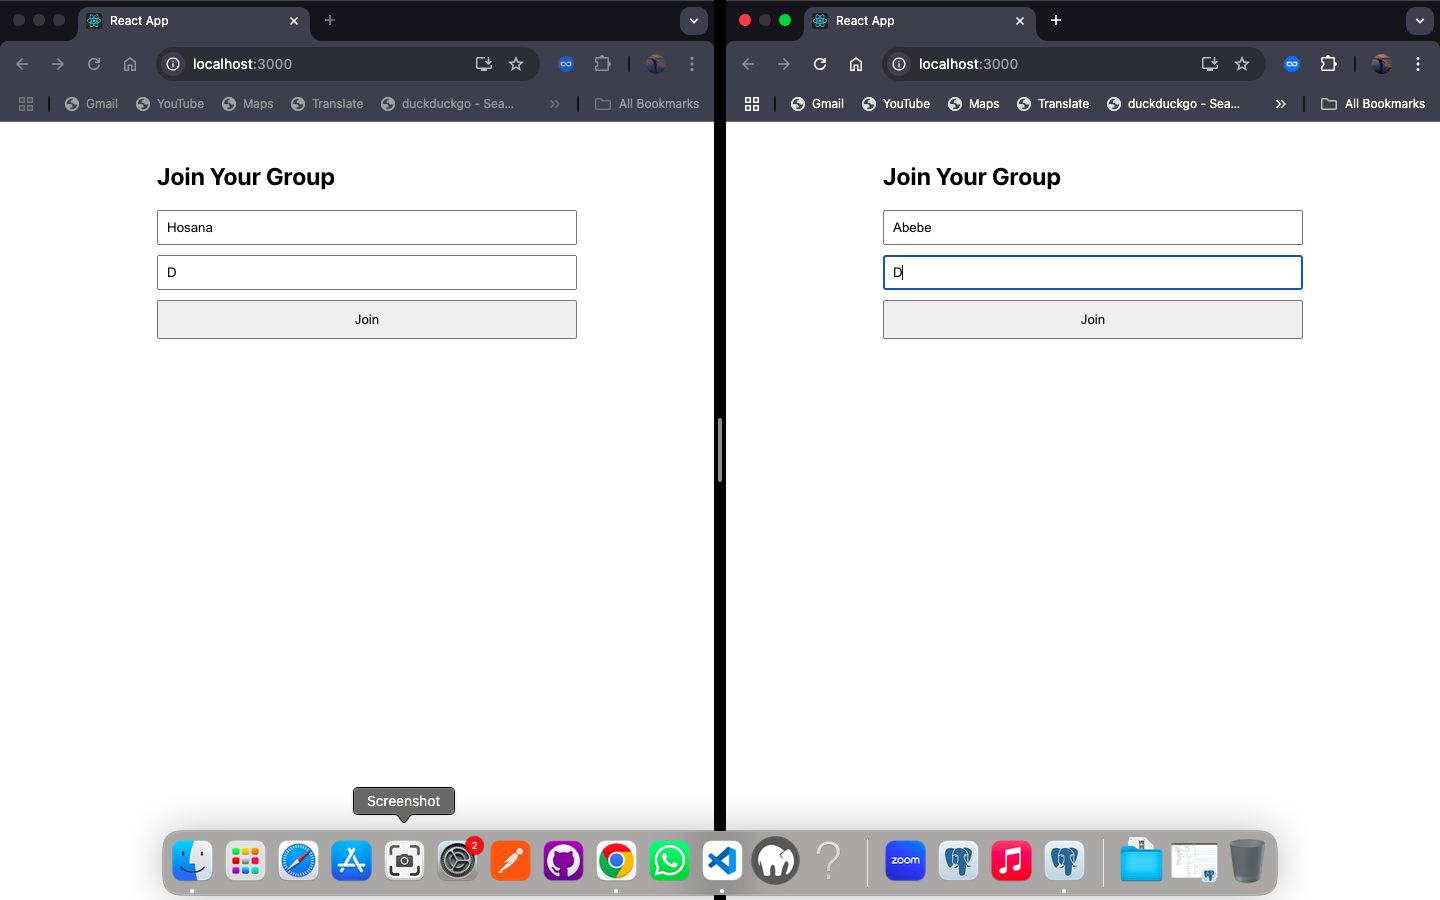 React App
localhost:3000
Gmail YouTube Maps Translate duckduckgo - Sea... All Bookmarks
Join Your Group
Hosana
D
Join
React App
localhost:3000
Gmail YouTube Maps Translate duckduckgo - Sea... All Bookmarks
Join Your Group
Abebe
D
Join
Screenshot
2
zoom